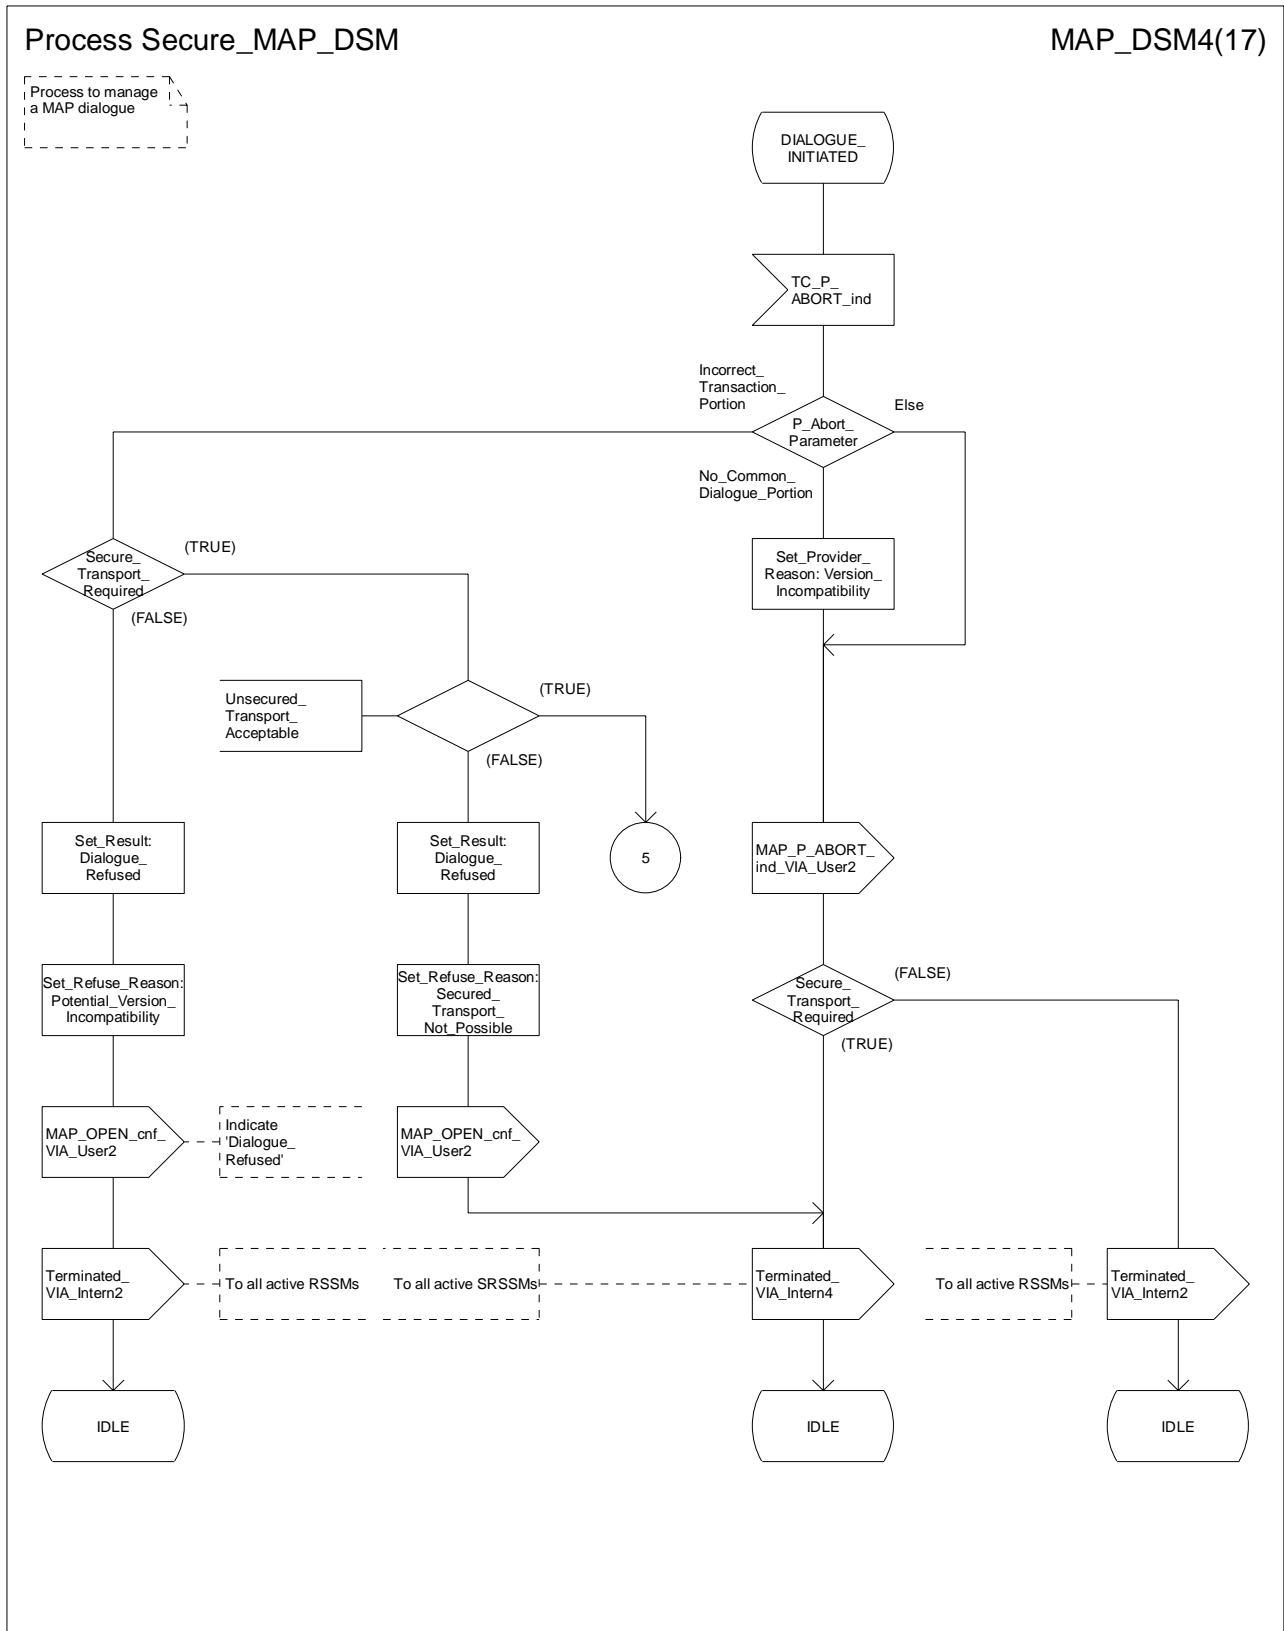 Process Secure_MAP_DSM
MAP_DSM4(17)
Process to manage
a MAP dialogue
DIALOGUE_
INITIATED
TC_P_
ABORT_ind
Incorrect_
Transaction_
Portion
Else
P_Abort_
Parameter
No_Common_
Dialogue_Portion
Secure_
Transport_
Required
(TRUE)
(FALSE)
Set_Provider_
Reason: Version_
Incompatibility
Unsecured_
Transport_
Acceptable
(TRUE)
(FALSE)
Set_Result:
Dialogue_
Refused
Set_Result:
Dialogue_
Refused
5
MAP_P_ABORT_
ind_VIA_User2
Set_Refuse_Reason:
Potential_Version_
Incompatibility
Set_Refuse_Reason:
Secured_
Transport_
Not_Possible
Secure_
Transport_
Required
(FALSE)
(TRUE)
MAP_OPEN_cnf_
VIA_User2
Indicate
'Dialogue_
Refused'
MAP_OPEN_cnf_
VIA_User2
Terminated_
VIA_Intern2
To all active RSSMs
To all active SRSSMs
Terminated_
VIA_Intern4
To all active RSSMs
Terminated_
VIA_Intern2
IDLE
IDLE
IDLE